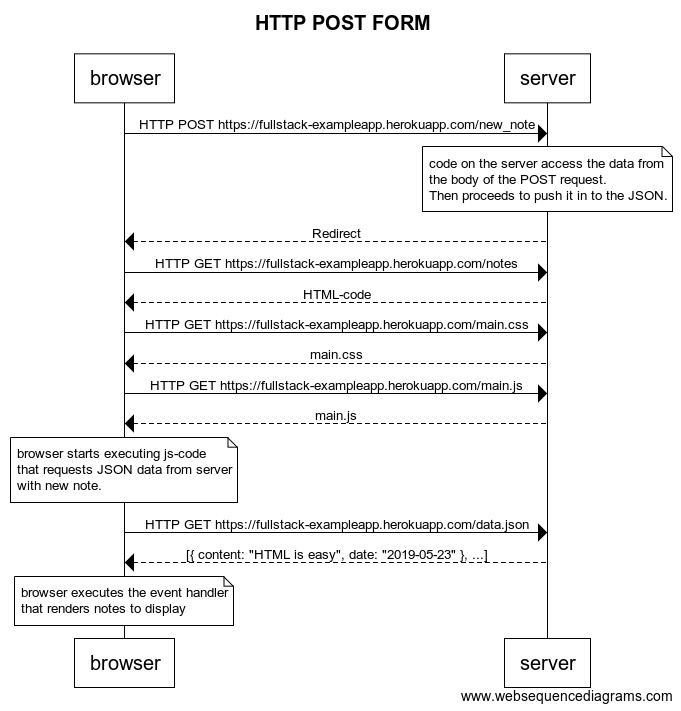 HTTP POST FORM
browser
server
HTTP POST https://fullstack-exampleapp.herokuapp.com/new_note
code on the server access the data from
the body of the POST request.
Then proceeds to push it in to the JSON.
Redirect
HTTP GET https://fullstack-exampleapp.herokuapp.com/notes
HTML-code
HTTP GET https://fullstack-exampleapp.herokuapp.com/main.css
main.css
HTTP GET https://fullstack-exampleapp.herokuapp.com/main.js
main.js
browser starts executing js-code
that requests JSON data from server
with new note.
HTTP GET https://fullstack-exampleapp.herokuapp.com/data.json
[{ content: "HTML is easy", date: "2019-05-23" }, ...]
browser executes the event handler
that renders notes to display
browser
server
www.websequencediagrams.com